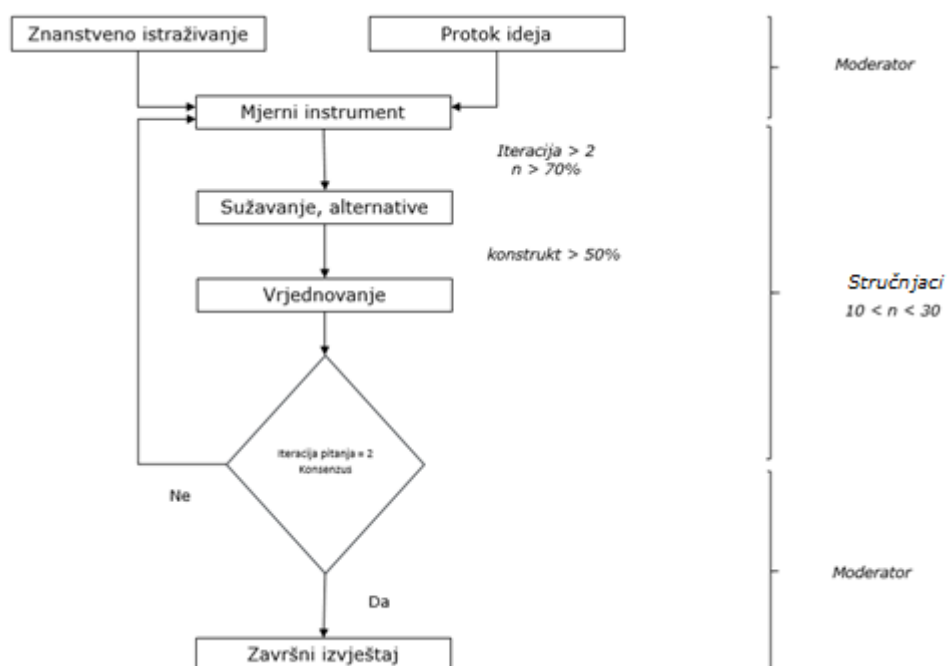 Znanstveno istraživanje
Protok ideja
Moderator
Mjerni instrument
Iteracija > 2
n > 70%
Sužavanje, alternative
konstrukt > 50%
Vrjednovanje
Stručnjaci
10 < n < 30
Iteracija pitanja = 2
Konsenzus
Ne
Moderator
Da
Završni izvještaj